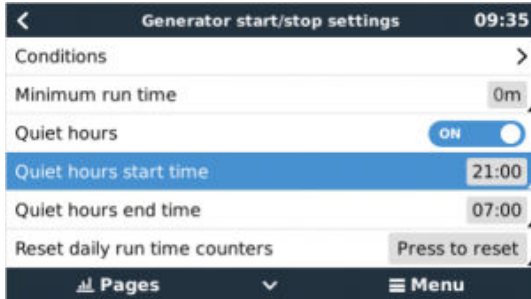 Generator start/stop settings 09:35
Conditions
Minimum run time 0m
Quiet hours ON
Quiet hours start time 21:00
Quiet hours end time 07:00
Reset daily run time counters Press to reset
Pages Menu